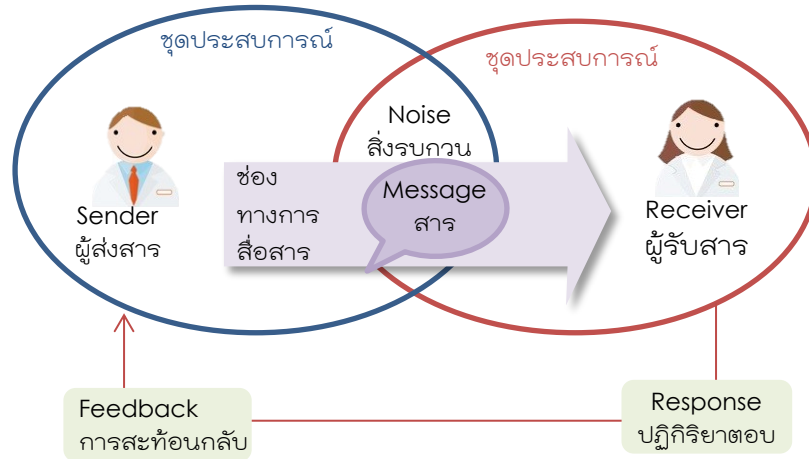 ชุดประสบการณ์
ชุดประสบการณ์
Noise
สิ่งรบกวน
Sender
ผู้ส่งสาร
ช่อง
ทางการ
สื่อสาร
Message
สาร
Receiver
ผู้รับสาร
Feedback
การสะท้อนกลับ
Response
ปฏิกิริยาตอบ